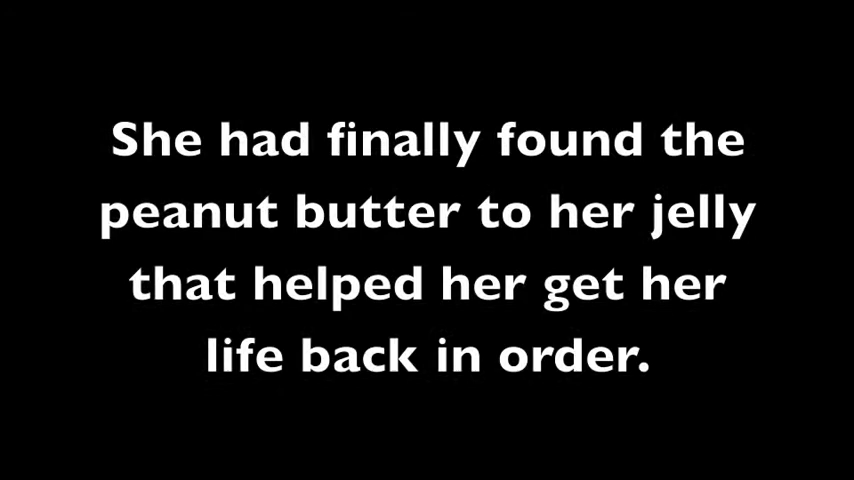 She had finally found the
peanut butter to her jelly
that helped her get her
life back in order.